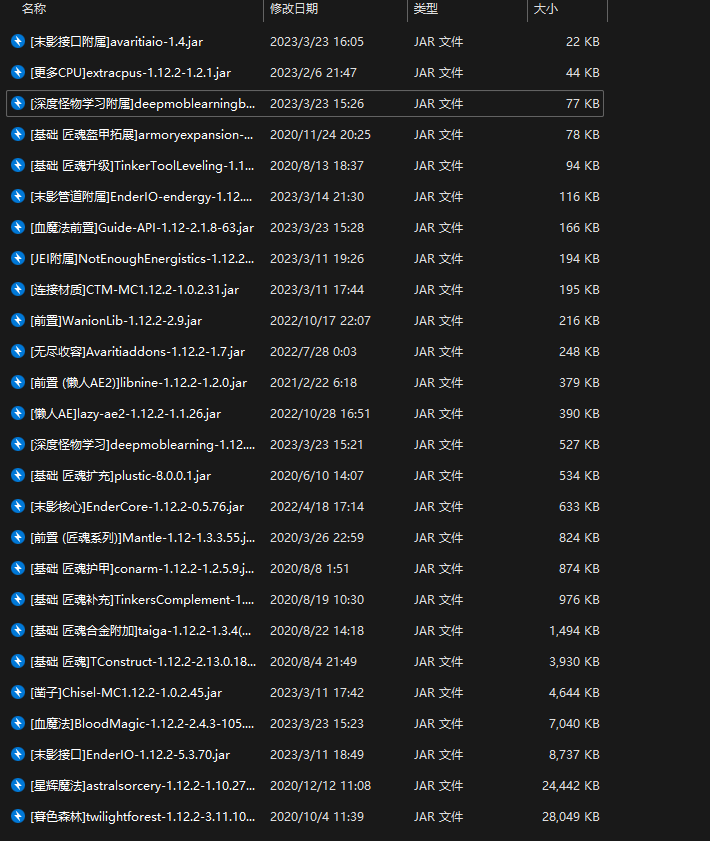 名称 修改日期 类型 大小
[末影接口附属]avaritiaio-1.4.jar 2023/3/23 16:05 JAR 文件 22 KB
[更多CPU]extracpus-1.12.2-1.2.1.jar 2023/2/6 21:47 JAR 文件 44 KB
[深度怪物学习附属]deepmoblearningb... 2023/3/23 15:26 JAR 文件 77 KB
[基础 匠魂盔甲拓展]armoryexpansion-... 2020/11/24 20:25 JAR 文件 78 KB
[基础 匠魂升级]TinkerToolLeveling-1.1... 2020/8/13 18:37 JAR 文件 94 KB
[末影管道附属]EnderIO-endergy-1.12.... 2023/3/14 21:30 JAR 文件 116 KB
[血魔法前置]Guide-API-1.12-2.1.8-63.jar 2023/3/23 15:28 JAR 文件 166 KB
[JEI附属]NotEnoughEnergistics-1.12.2... 2023/3/11 19:26 JAR 文件 194 KB
[连接材质]CTM-MC1.12.2-1.0.2.31.jar 2023/3/11 17:44 JAR 文件 195 KB
[前置]WanionLib-1.12.2-2.9.jar 2022/10/17 22:07 JAR 文件 216 KB
[无尽收容]Avaritiaddons-1.12.2-1.7.jar 2022/7/28 0:03 JAR 文件 248 KB
[前置 (懒人AE2)]libnine-1.12.2-1.2.0.jar 2021/2/22 6:18 JAR 文件 379 KB
[懒人AE]lazy-ae2-1.12.2-1.1.26.jar 2022/10/28 16:51 JAR 文件 390 KB
[深度怪物学习]deepmoblearning-1.12.... 2023/3/23 15:21 JAR 文件 527 KB
[基础 匠魂扩充]plustic-8.0.0.1.jar 2020/6/10 14:07 JAR 文件 534 KB
[末影核心]EnderCore-1.12.2-0.5.76.jar 2022/4/18 17:14 JAR 文件 633 KB
[前置 (匠魂系列)]Mantle-1.12-1.3.3.55.j... 2020/3/26 22:59 JAR 文件 824 KB
[基础 匠魂护甲]conarm-1.12.2-1.2.5.9.j... 2020/8/8 1:51 JAR 文件 874 KB
[基础 匠魂补充]TinkersComplement-1.... 2020/8/19 10:30 JAR 文件 976 KB
[基础 匠魂合金附加]taiga-1.12.2-1.3.4(... 2020/8/22 14:18 JAR 文件 1,494 KB
[基础 匠魂]TConstruct-1.12.2-2.13.0.18... 2020/8/4 21:49 JAR 文件 3,930 KB
[凿子]Chisel-MC1.12.2-1.0.2.45.jar 2023/3/11 17:42 JAR 文件 4,644 KB
[血魔法]BloodMagic-1.12.2-2.4.3-105.... 2023/3/23 15:23 JAR 文件 7,040 KB
[末影接口]EnderIO-1.12.2-5.3.70.jar 2023/3/11 18:49 JAR 文件 8,737 KB
[星辉魔法]astralsorcery-1.12.2-1.10.27... 2020/12/12 11:08 JAR 文件 24,442 KB
[暮色森林]twilightforest-1.12.2-3.11.10... 2020/10/4 11:39 JAR 文件 28,049 KB